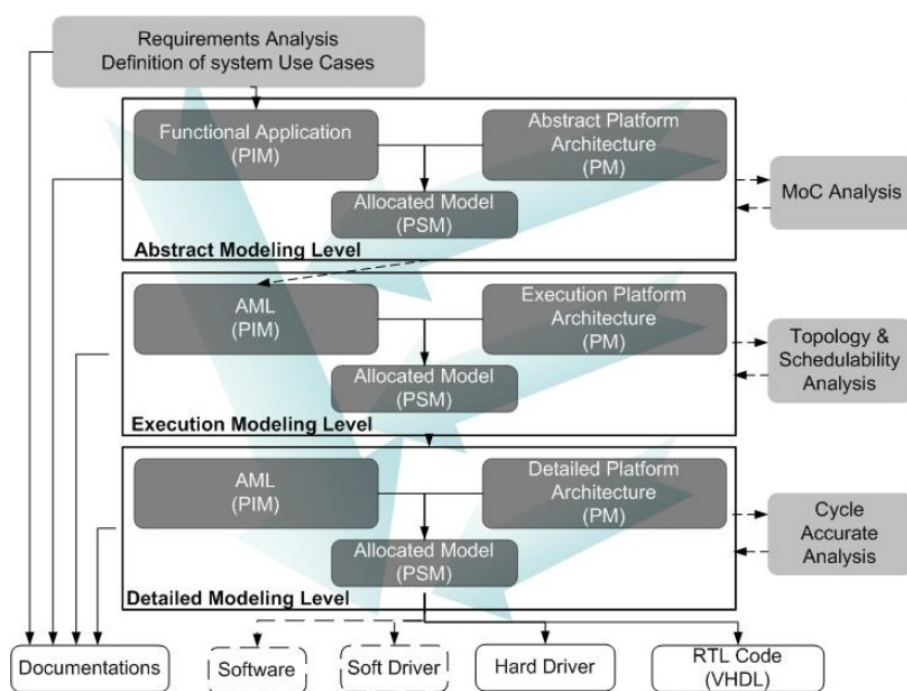 Requirements Analysis
Definition of system Use Cases
Functional Application
(PIM)
Abstract Platform
Architecture
(PM)
Allocated Model
(PSM)
Abstract Modeling Level
MoC Analysis
AML
(PIM)
Execution Platform
Architecture
(PM)
Allocated Model
(PSM)
Execution Modeling Level
Topology &
Schedulability
Analysis
AML
(PIM)
Detailed Platform
Architecture
(PM)
Allocated Model
(PSM)
Detailed Modeling Level
Cycle
Accurate
Analysis
Documentations
Software
Soft Driver
Hard Driver
RTL Code
(VHDL)